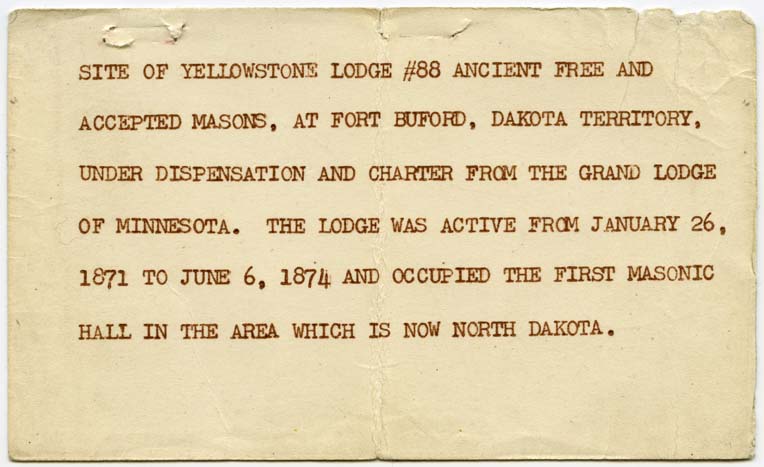 SITE OF YELLOWSTONE LODGE #88 ANCIENT FREE AND
ACCEPTED MASONS, AT FORT BUFORD, DAKOTA TERRITORY,
UNDER DISPENSATION AND CHARTER FROM THE GRAND LODGE
OF MINNESOTA.  THE LODGE WAS ACTIVE FROM JANUARY 26,
1871 TO JUNE 6, 1874 AND OCCUPIED THE FIRST MASONIC
HALL IN THE AREA WHICH IS NOW NORTH DAKOTA.